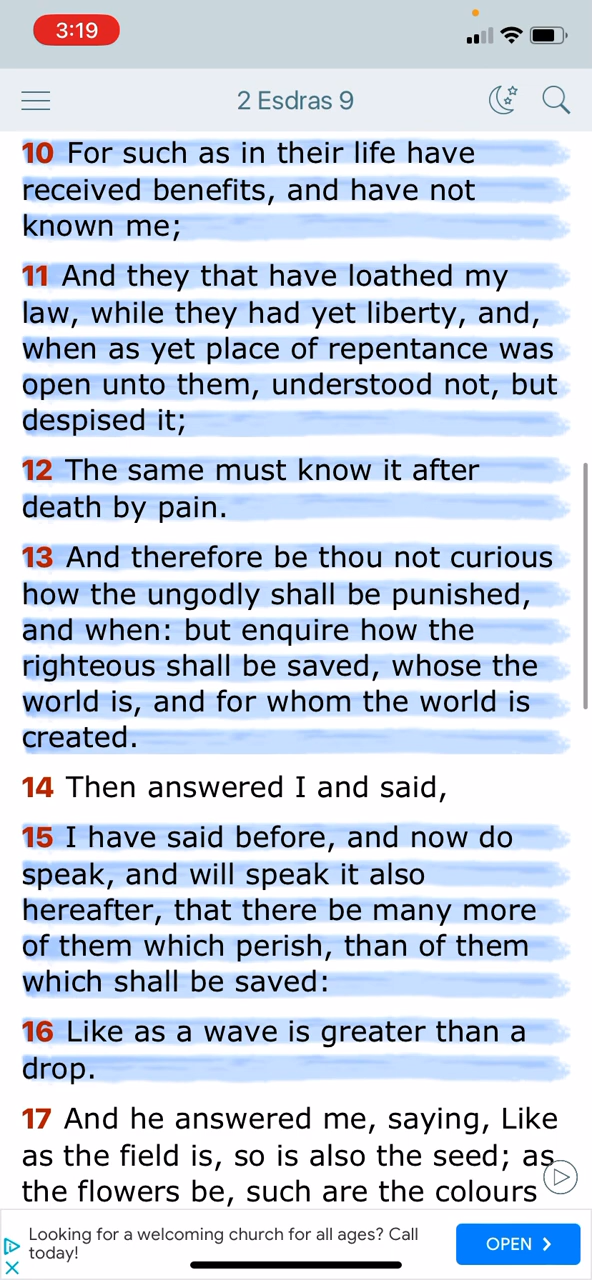 3:19
2 Esdras 9
10 For such as in their life have
received benefits, and have not
known me;
11 And they that have loathed my
law, while they had yet liberty, and,
when as yet place of repentance was
open unto them, understood not, but
despised it;
12 The same must know it after
death by pain.
13 And therefore be thou not curious
how the ungodly shall be punished,
and when: but enquire how the
righteous shall be saved, whose the
world is, and for whom the world is
created.
14 Then answered I and said,
15 I have said before, and now do
speak, and will speak it also
hereafter, that there be many more
of them which perish, than of them
which shall be saved:
16 Like as a wave is greater than a
drop.
17 And he answered me, saying, Like
as the field is, so is also the seed; as
the flowers be, such are the colours
Looking for a welcoming church for all ages? Call
today!
OPEN